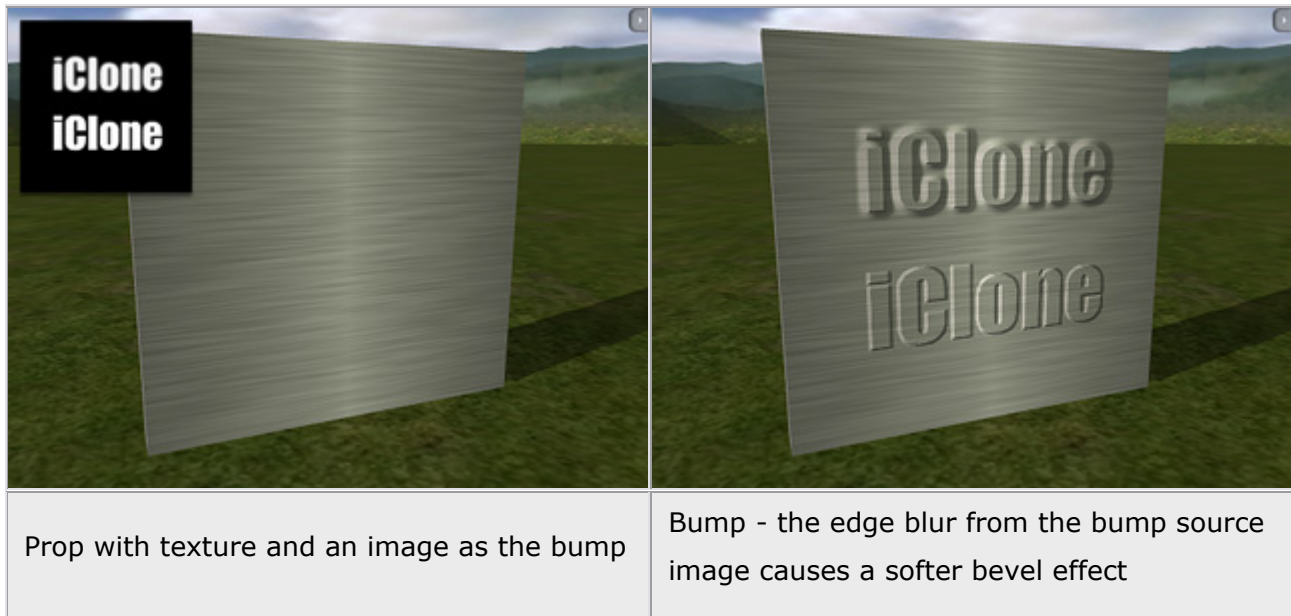 iClone
iClone
iClone
iClone
Prop with texture and an image as the bump
Bump - the edge blur from the bump source
image causes a softer bevel effect